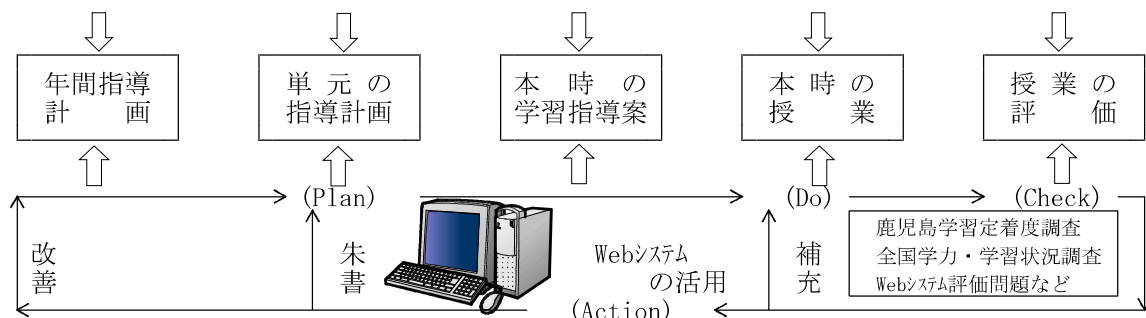 年間指導
計画
単元の
指導計画
本時の
学習指導案
本時の
授業
授業の
評価
(Plan)
(Do)
(Check)
改善
朱書
Webシステム
の活用
補充
鹿児島学習定着度調査
全国学力・学習状況調査
Webシステム評価問題など
(Action)